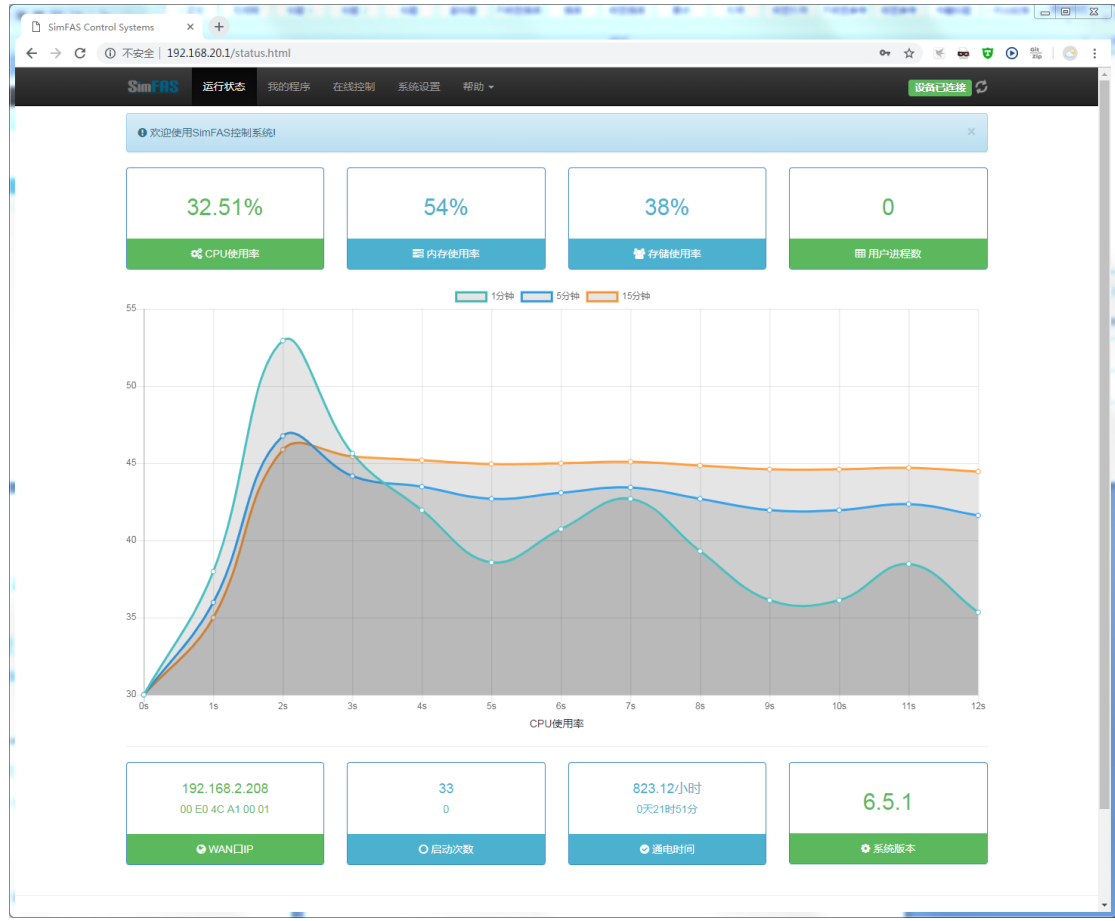 SimFAS Control Systems
不安全 | 192.168.20.1/status.html
SimFAS 运行状态 我的程序 在线控制 系统设置 帮助 设备已连接
欢迎使用SimFAS控制系统! ×
32.51% 54% 38% 0
CPU使用率 内存使用率 存储使用率 用户进程数
1分钟 5分钟 15分钟
55
50
45
40
35
30
0s 1s 2s 3s 4s 5s 6s 7s 8s 9s 10s 11s 12s
CPU使用率
192.168.2.208 33 823.12小时 6.5.1
00 E0 4C A1 00 01 0 0天21时51分
WAN口IP 启动次数 通电时间 系统版本